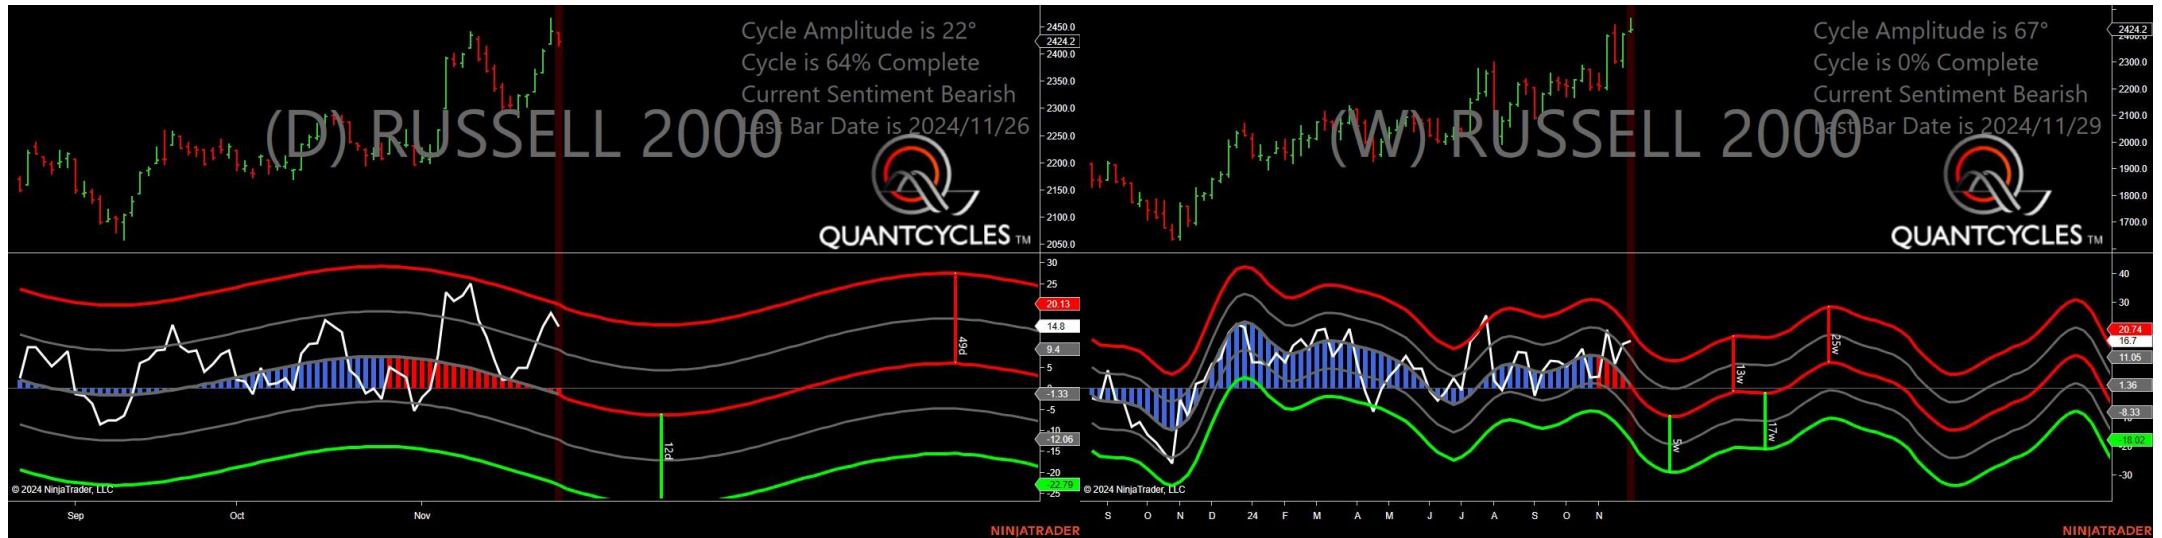 Cycle Amplitude is 22°
Cycle is 64% Complete
Current Sentiment Bearish
Last Bar Date is 2024/11/26
(D) RUSSELL 2000
QUANTCYCLES TM
2450.0
2424.2
2400.0
2350.0
2300.0
2250.0
2200.0
2150.0
2100.0
2050.0
30
25
20.13
14.8
9.4
5
-1.33
-5
-10
-12.06
-15
-20
-22.79
-25
49d
12d
© 2024 NinjaTrader, LLC
Sep Oct Nov
NINJATRADER
Cycle Amplitude is 67°
Cycle is 0% Complete
Current Sentiment Bearish
Last Bar Date is 2024/11/29
(W) RUSSELL 2000
QUANTCYCLES TM
2424.2
2400.0
2300.0
2200.0
2100.0
2000.0
1900.0
1800.0
1700.0
40
30
20.74
16.7
11.05
1.36
-8.33
-18.02
-20
-30
13w
25w
5w
17w
© 2024 NinjaTrader, LLC
S O N D 24 F M A M J J A S O N
NINJATRADER